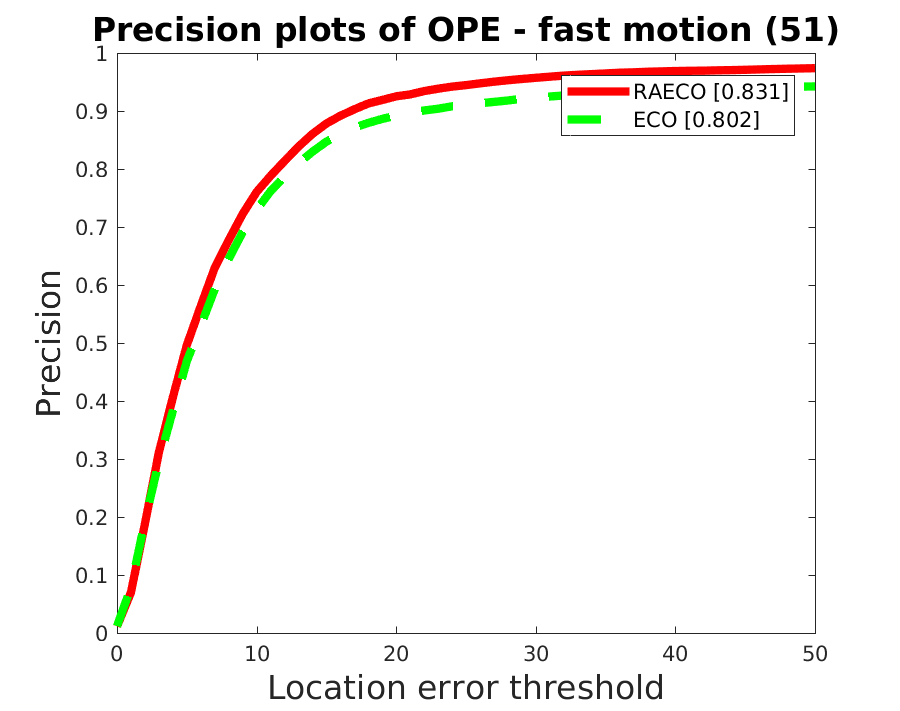 Precision plots of OPE - fast motion (51)
1
0.9
0.8
0.7
0.6
0.5
0.4
0.3
0.2
0.1
0
Precision
RAECO [0.831]
ECO [0.802]
0 10 20 30 40 50
Location error threshold